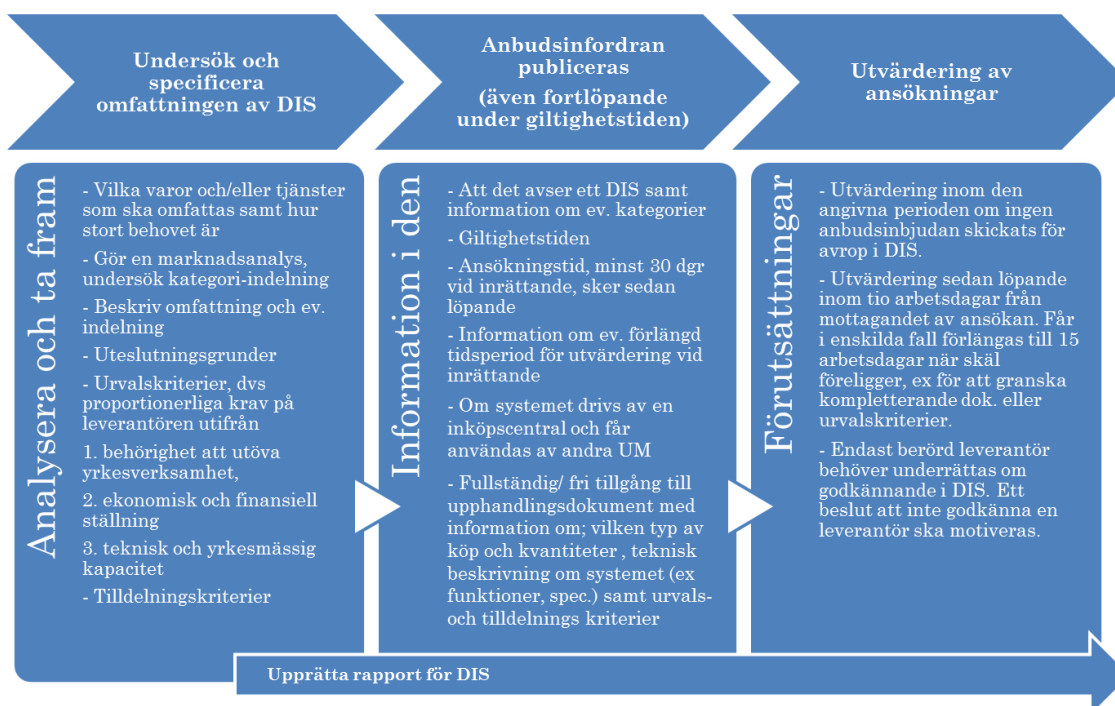 Undersök och
specificera
omfattningen av DIS
Anbudsinfordran
publiceras
(även fortlöpande
under giltighetstiden)
Utvärdering av
ansökningar
Analysera och ta fram
- Vilka varor och/eller tjänster
som ska omfattas samt hur
stort behovet är
- Gör en marknadsanalys,
undersök kategori-indelning
- Beskriv omfattning och ev.
indelning
- Uteslutningsgrunder
- Urvalskriterier, dvs
proportionerliga krav på
leverantören utifrån
1. behörighet att utöva
yrkesverksamhet,
2. ekonomisk och finansiell
ställning
3. teknisk och yrkesmässig
kapacitet
- Tilldelningskriterier
Information i den
- Att det avser ett DIS samt
information om ev. kategorier
- Giltighetstiden
- Ansökningstid, minst 30 dgr
vid inrättande, sker sedan
löpande
- Information om ev. förlängd
tidsperiod för utvärdering vid
inrättande
- Om systemet drivs av en
inköpscentral och får
användas av andra UM
- Fullständig/ fri tillgång till
upphandlingsdokument med
information om; vilken typ av
köp och kvantiteter , teknisk
beskrivning om systemet (ex
funktioner, spec.) samt urvals-
och tilldelnings kriterier
Förutsättningar
- Utvärdering inom den
angivna perioden om ingen
anbudsinbjudan skickats för
avrop i DIS.
- Utvärdering sedan löpande
inom tio arbetsdagar från
mottagandet av ansökan. Får
i enskilda fall förlängas till 15
arbetsdagar när skäl
föreligger, ex för att granska
kompletterande dok. eller
urvalskriterier.
- Endast berörd leverantör
behöver underrättas om
godkännande i DIS. Ett
beslut att inte godkänna en
leverantör ska motiveras.
Upprätta rapport för DIS